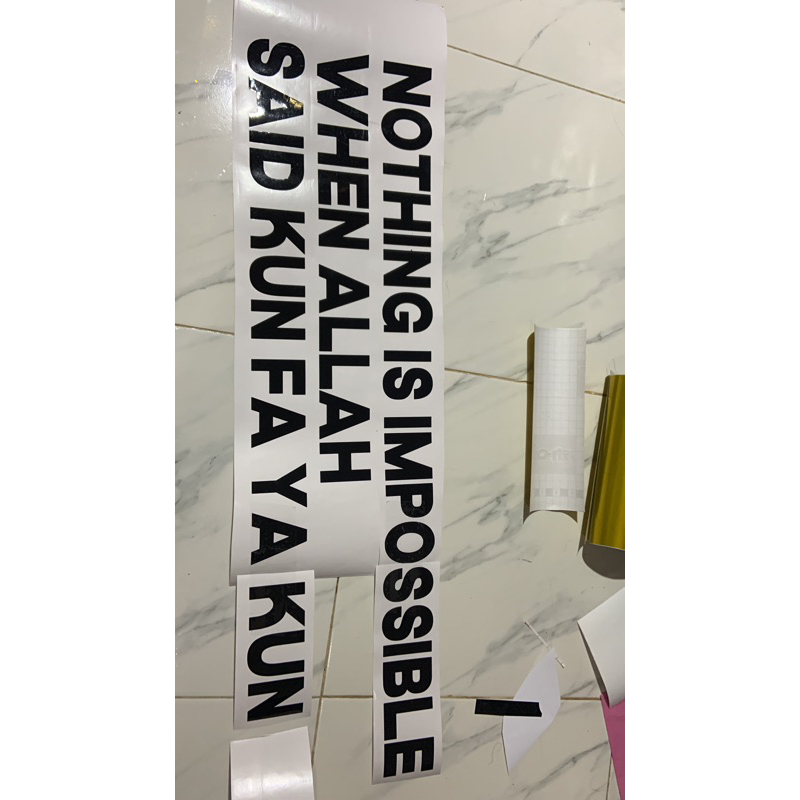 NOTHING IS IMPOSSIBLE
WHEN ALLAH
SAID KUN FA YA KUN